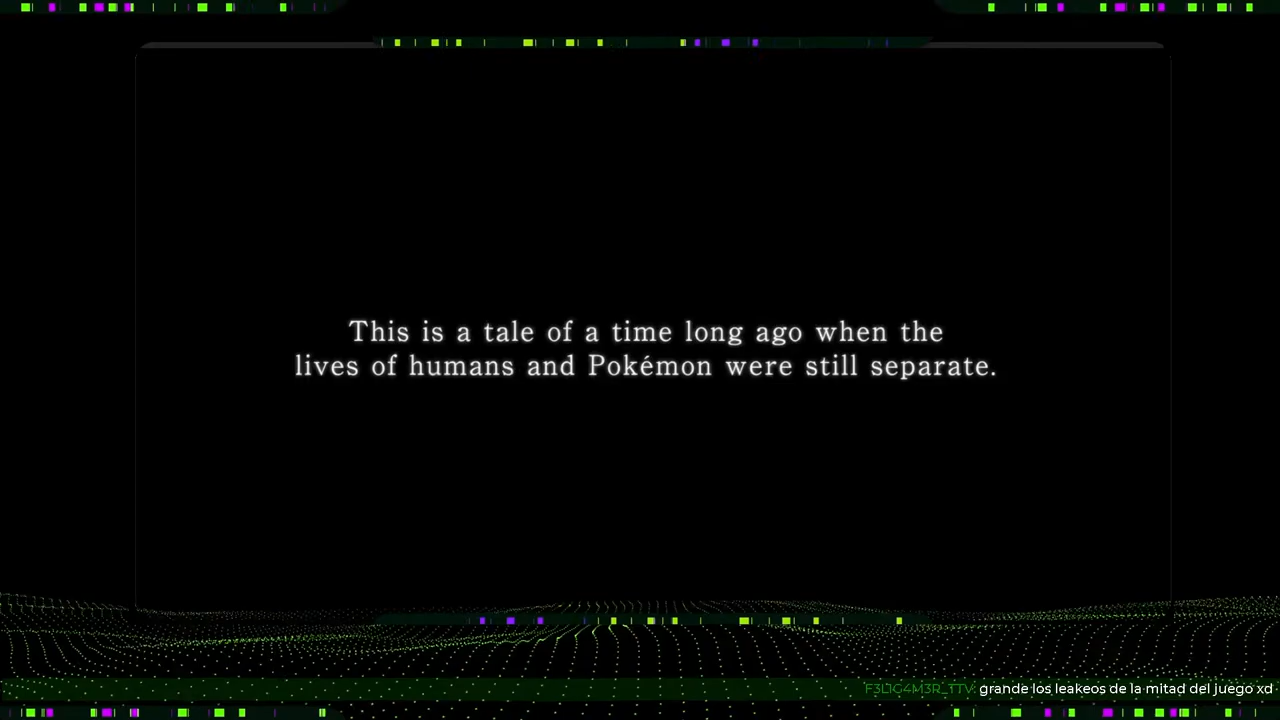 This is a tale of a time long ago when the
lives of humans and Pokémon were still separate.
F3L1G4M3R_TTV: grande los leakeos de la mitad del juego xd